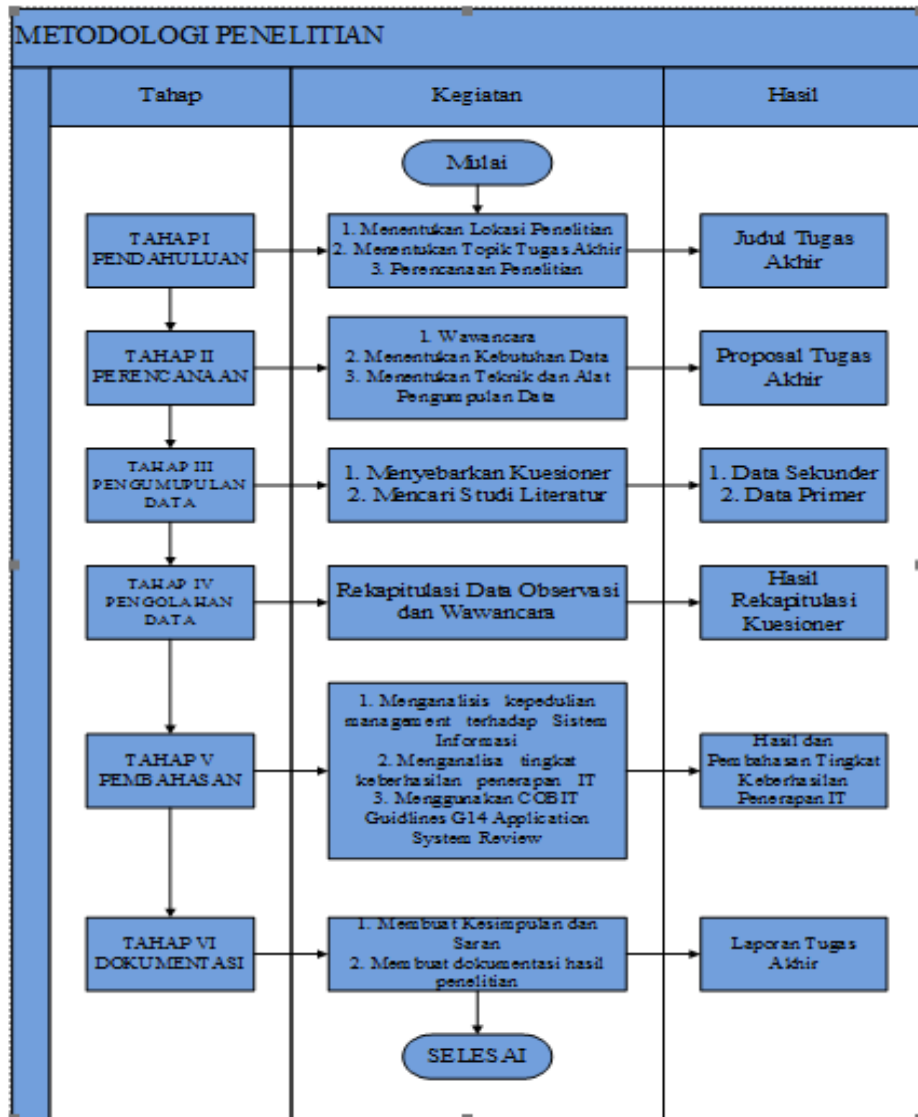 METODOLOGI PENELITIAN
Tahap
Kegiatan
Hasil
Mulai
TAHAP I
PENDAHULUAN
1. Menentukan Lokasi Penelitian
2. Menentukan Topik Tugas Akhir
3. Perencanaan Penelitian
Judul Tugas
Akhir
TAHAP II
PERENCANAAN
1. Wawancara
2. Menentukan Kebutuhan Data
3. Menentukan Teknik dan Alat
Pengumpulan Data
Proposal Tugas
Akhir
TAHAP III
PENGUMUPULAN
DATA
1. Menyebarkan Kuesioner
2. Mencari Studi Literatur
1. Data Sekunder
2. Data Primer
TAHAP IV
PENGOLAHAN
DATA
Rekapitulasi Data Observasi
dan Wawancara
Hasil
Rekapitulasi
Kuesioner
TAHAP V
PEMBAHASAN
1. Menganalisis kepedulian
management terhadap Sistem
Informasi
2. Menganalisa tingkat
keberhasilan penerapan IT
3. Menggunakan COBIT
Guidlines G14 Application
System Review
Hasil dan
Pembahasan Tingkat
Keberhasilan
Penerapan IT
TAHAP VI
DOKUMENTASI
1. Membuat Kesimpulan dan
Saran
2. Membuat dokumentasi hasil
penelitian
Laporan Tugas
Akhir
SELESAI